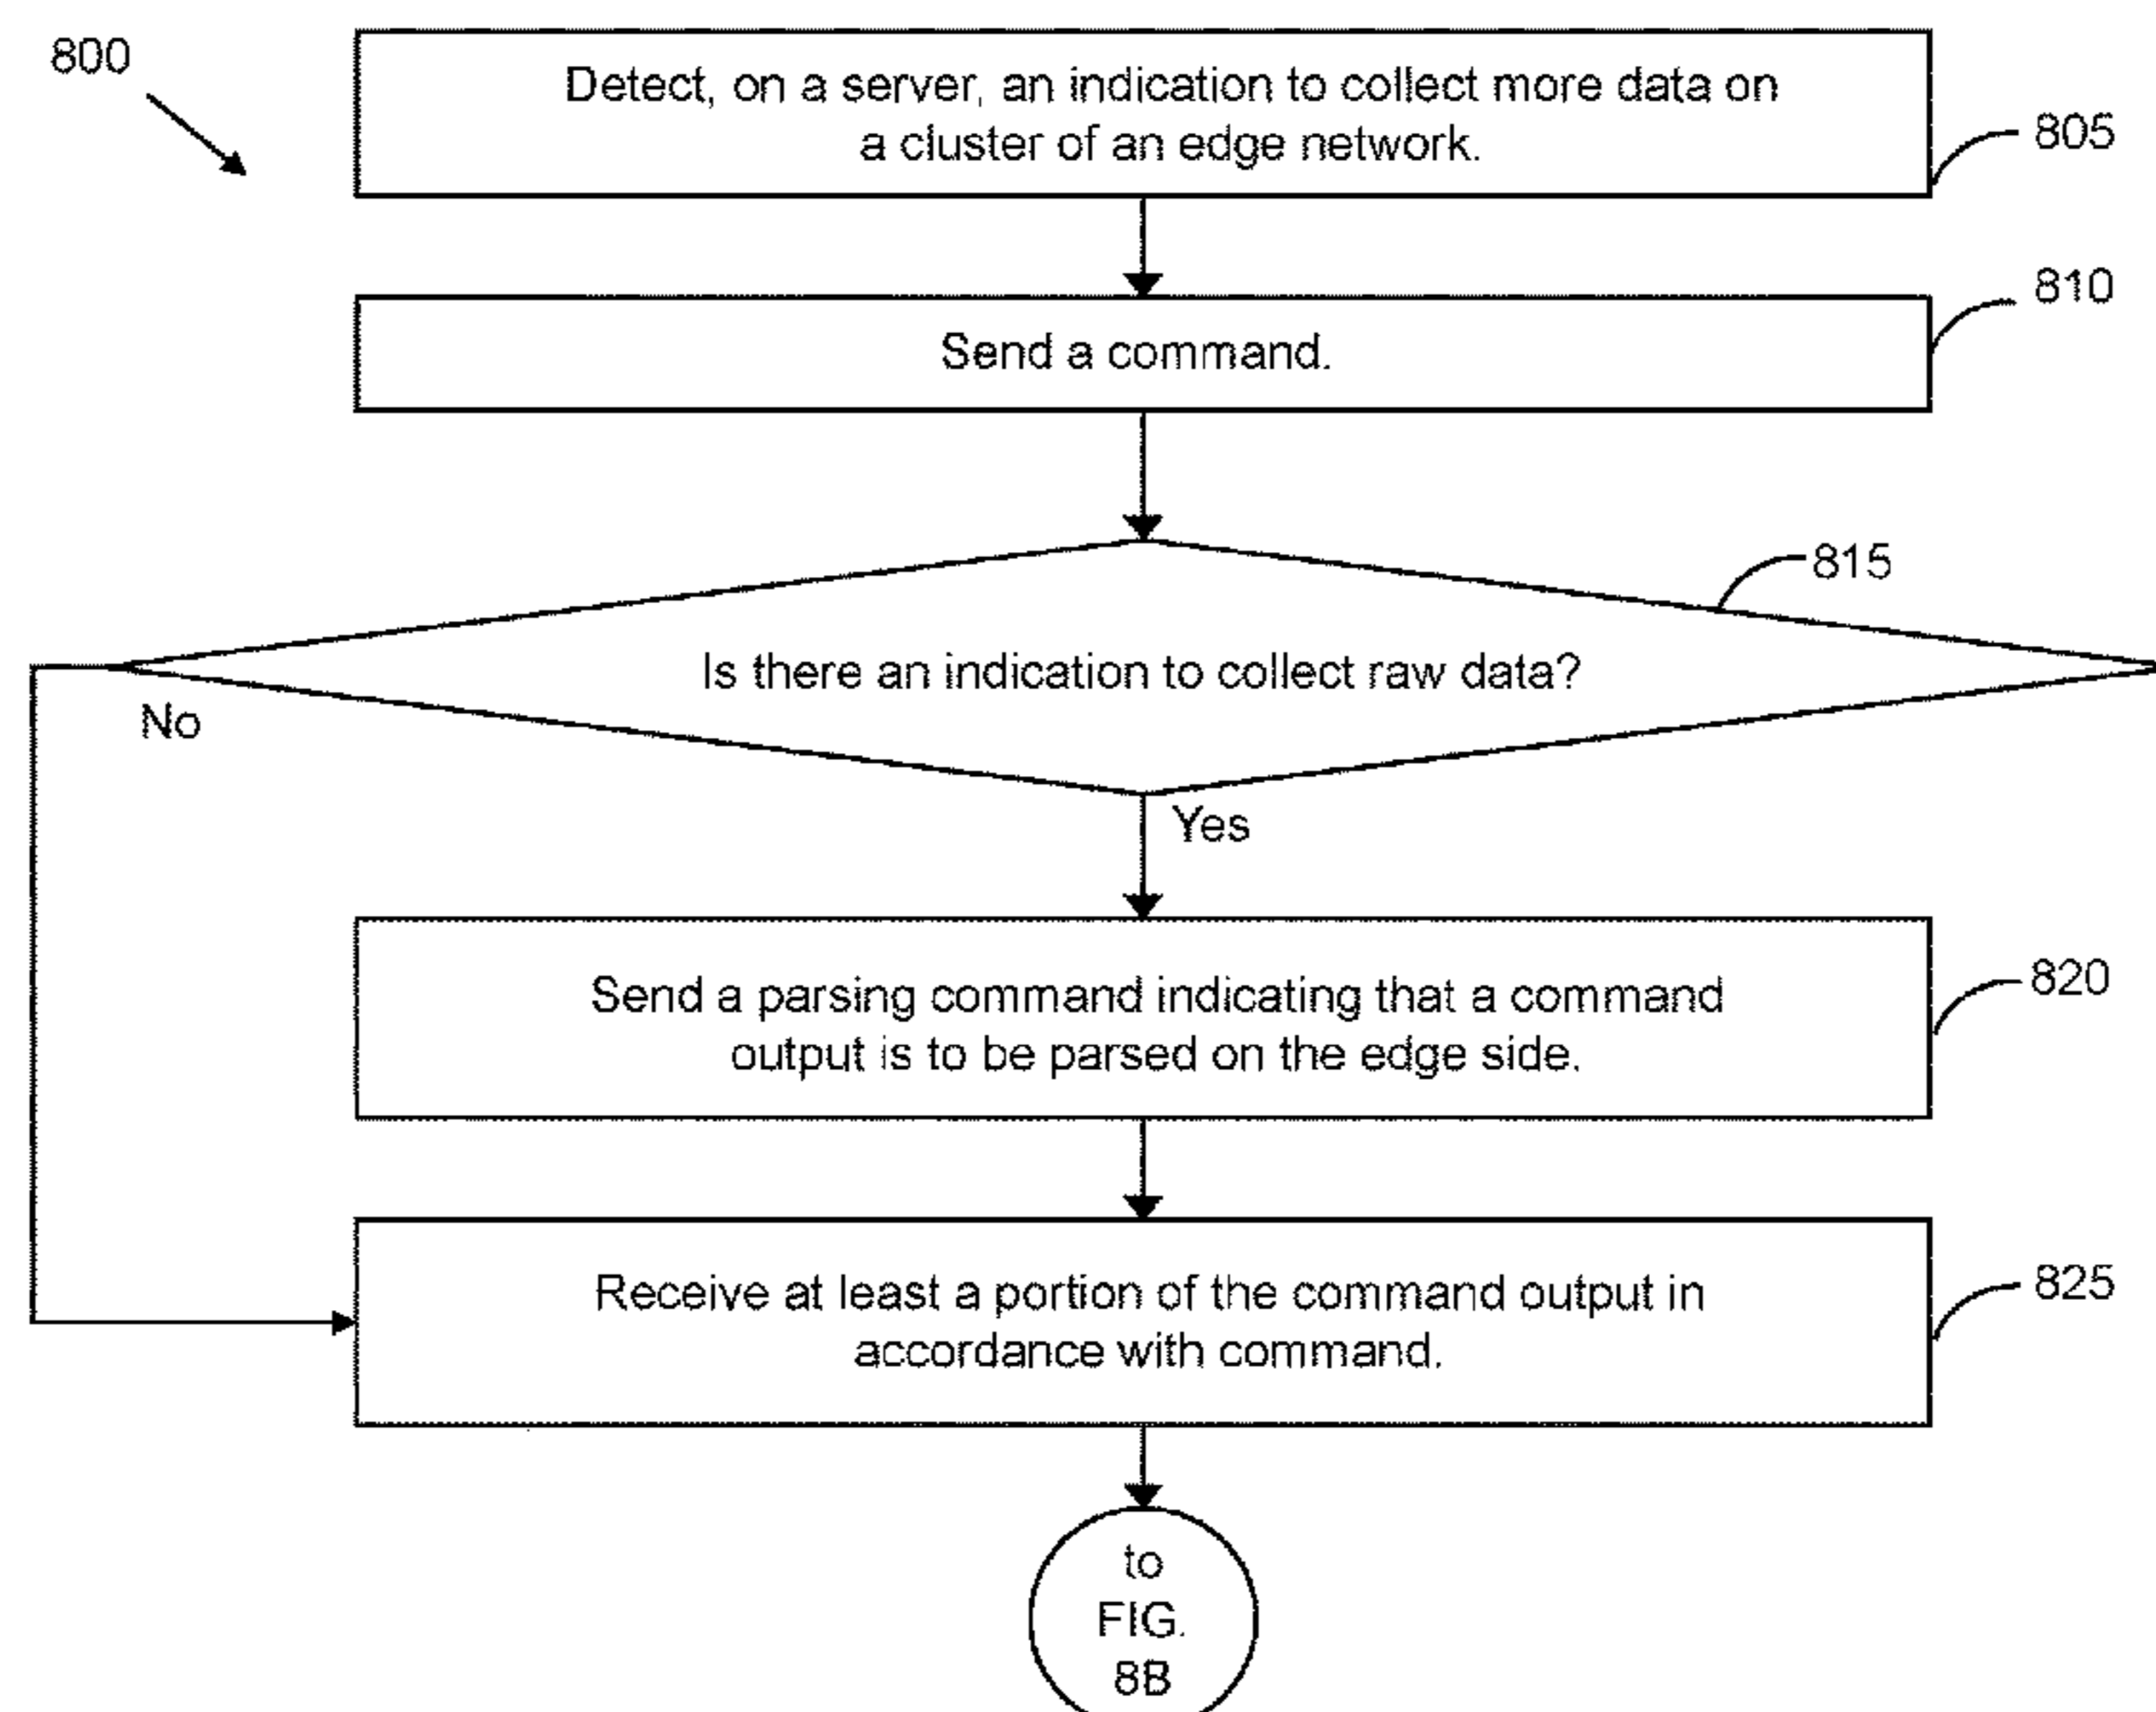 800
Detect, on a server, an indication to collect more data on
a cluster of an edge network.
805
810
Send a command.
815
Is there an indication to collect raw data?
No
Yes
Send a parsing command indicating that a command
output is to be parsed on the edge side.
820
Receive at least a portion of the command output in
accordance with command.
825
to
FIG.
8B